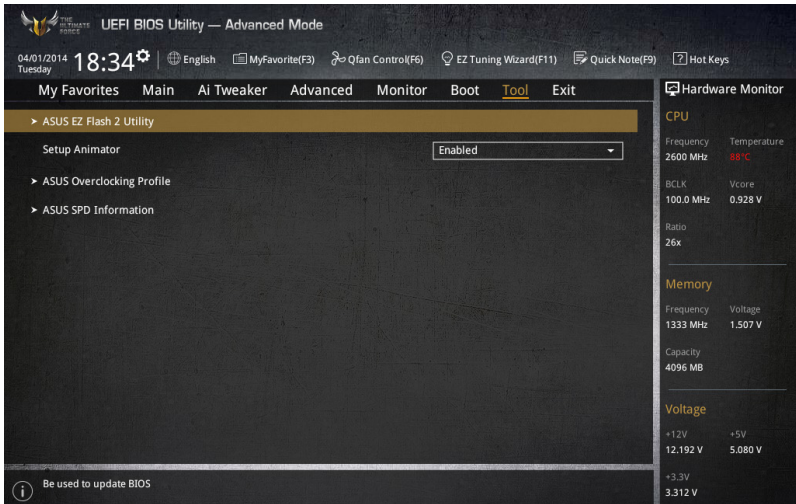 THE
ULTIMATE
FORCE
UEFI BIOS Utility — Advanced Mode
04/01/2014
Tuesday
18:34
English
MyFavorite(F3)
Qfan Control(F6)
EZ Tuning Wizard(F11)
Quick Note(F9)
? Hot Keys
My Favorites Main Ai Tweaker Advanced Monitor Boot Tool Exit
Hardware Monitor
> ASUS EZ Flash 2 Utility
Setup Animator Enabled
> ASUS Overclocking Profile
> ASUS SPD Information
CPU
Frequency Temperature
2600 MHz 88°C
BCLK Vcore
100.0 MHz 0.928 V
Ratio
26x
Memory
Frequency Voltage
1333 MHz 1.507 V
Capacity
4096 MB
Voltage
+12V +5V
12.192 V 5.080 V
+3.3V
3.312 V
i Be used to update BIOS